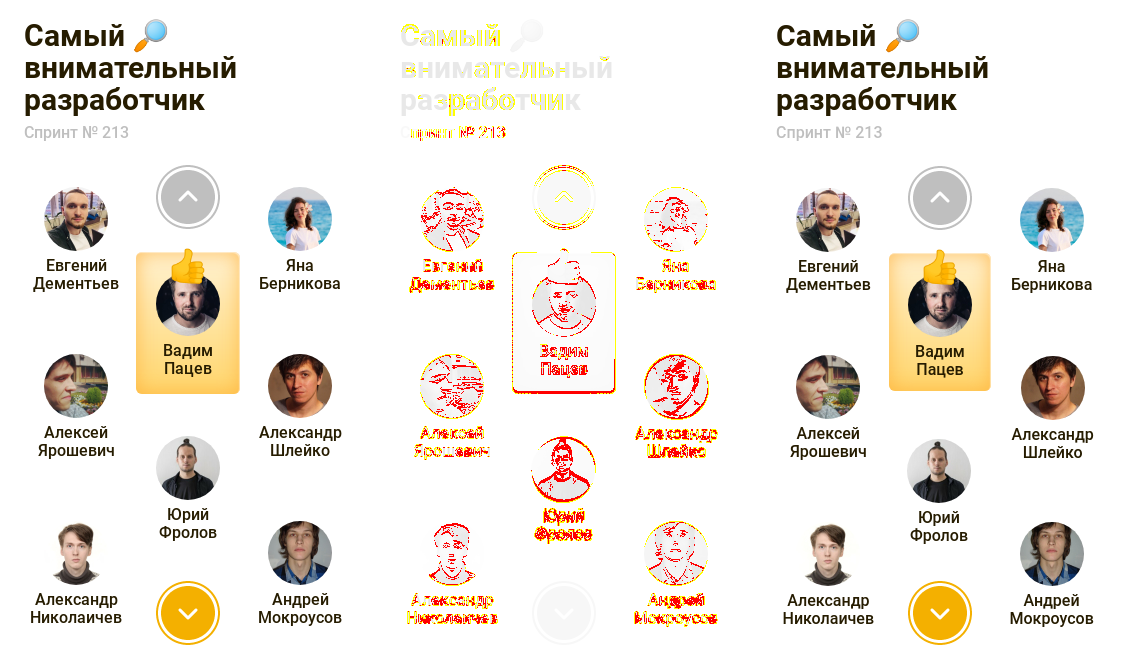 Самый
внимательный
разработчик
Спринт № 213
Евгений
Дементьев
Яна
Берникова
Вадим
Пацев
Алексей
Ярошевич
Александр
Шлейко
Юрий
Фролов
Александр
Николаичев
Андрей
Мокроусов
Самый
внимательный
разработчик
Спринт № 213
Евгений
Дементьев
Яна
Берникова
Вадим
Пацев
Алексей
Ярошевич
Александр
Шлейко
Юрий
Фролов
Александр
Николаичев
Андрей
Мокроусов
Самый
внимательный
разработчик
Спринт № 213
Евгений
Дементьев
Яна
Берникова
Вадим
Пацев
Алексей
Ярошевич
Александр
Шлейко
Юрий
Фролов
Александр
Николаичев
Андрей
Мокроусов